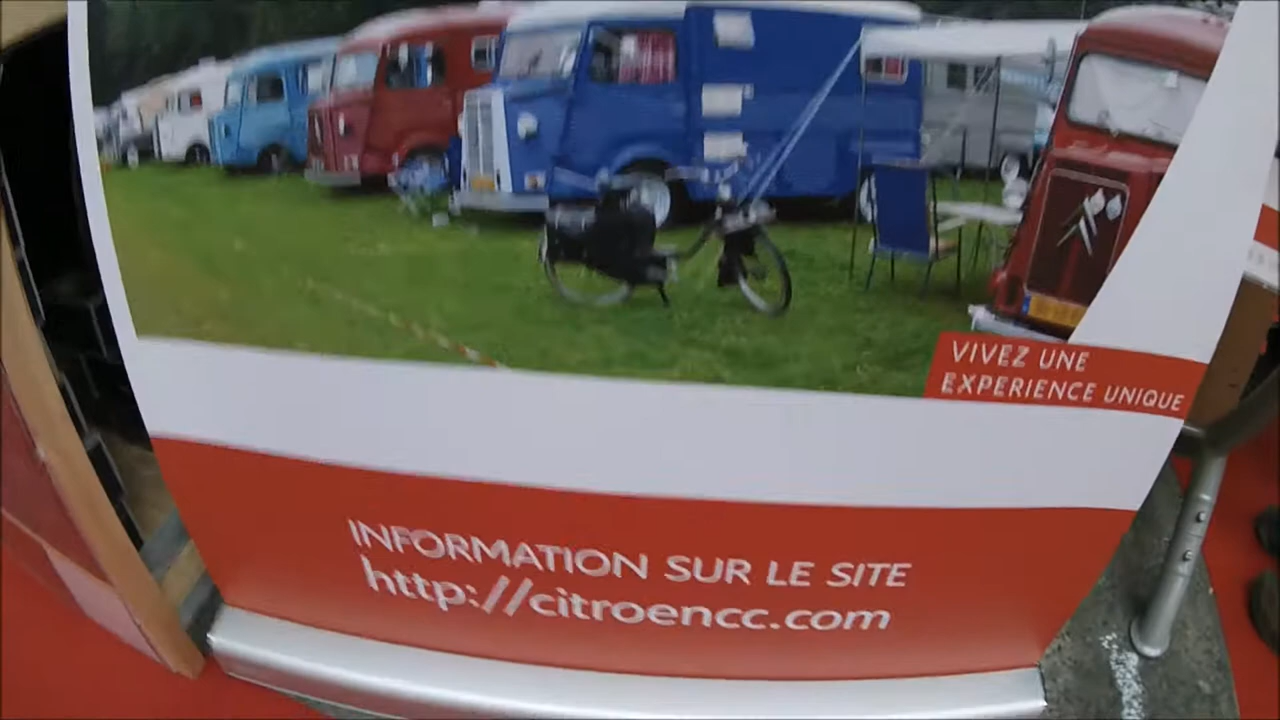 VIVEZ UNE
EXPERIENCE UNIQUE
INFORMATION SUR LE SITE
http://citroencc.com